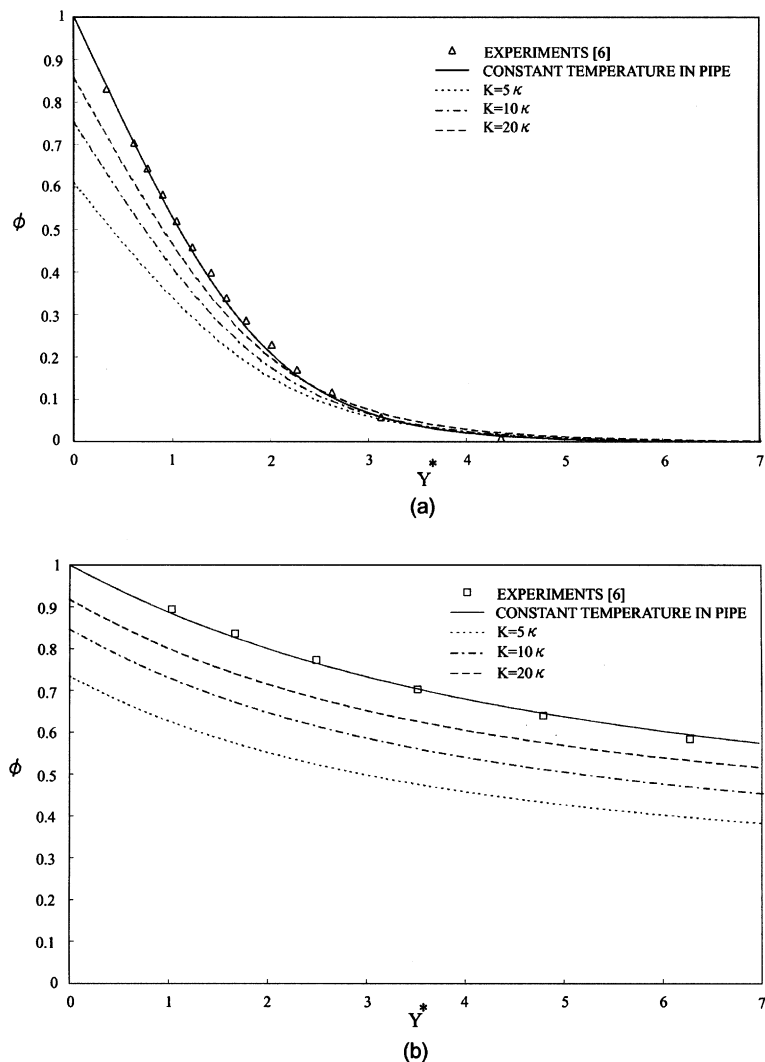 1
0.9
0.8
0.7
0.6
0.5
0.4
0.3
0.2
0.1
0
ϕ
EXPERIMENTS [6]
CONSTANT TEMPERATURE IN PIPE
K=5κ
K=10κ
K=20κ
0 1 2 3 4 5 6 7
Y*
(a)
1
0.9
0.8
0.7
0.6
0.5
0.4
0.3
0.2
0.1
0
ϕ
EXPERIMENTS [6]
CONSTANT TEMPERATURE IN PIPE
K=5κ
K=10κ
K=20κ
0 1 2 3 4 5 6 7
Y*
(b)